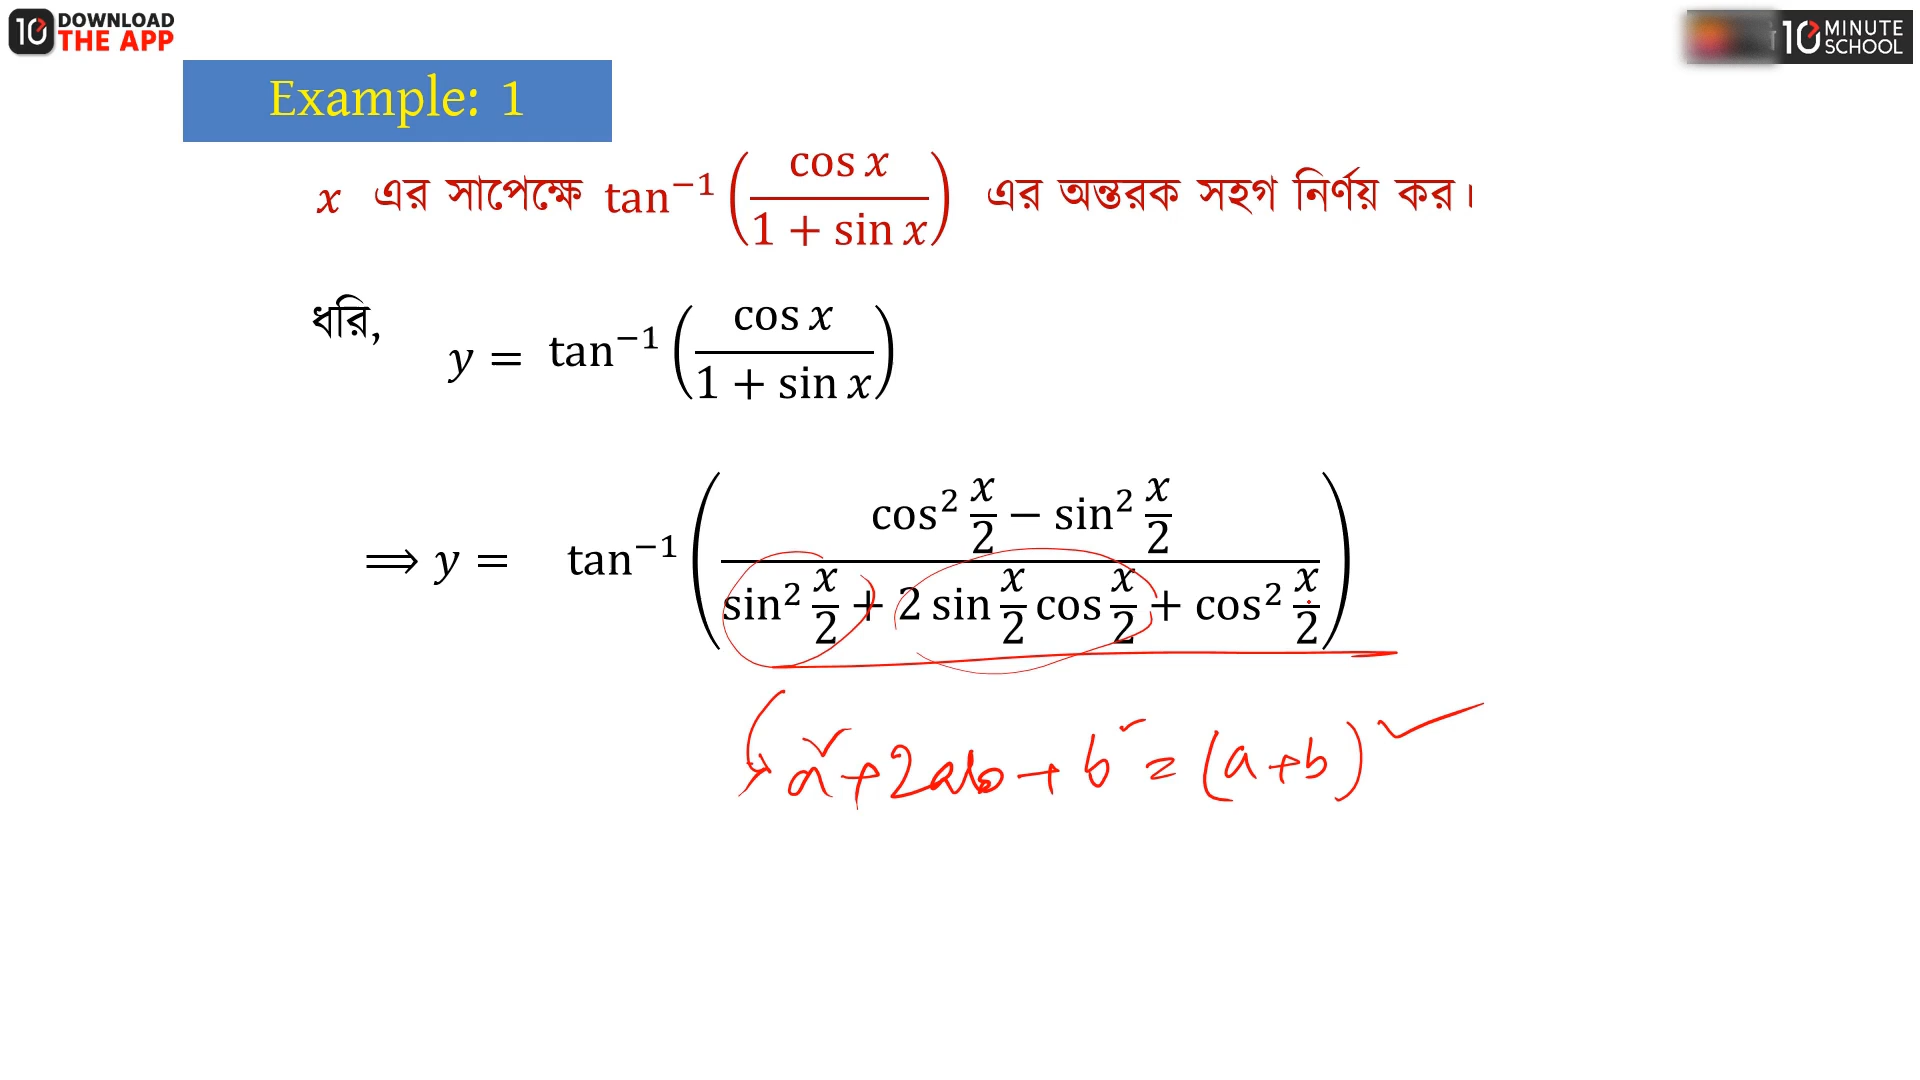 10 DOWNLOAD THE APP
10 MINUTE SCHOOL
Example: 1
x এর সাপেক্ষে tan⁻¹ (cos x / (1 + sin x)) এর অন্তরক সহগ নির্ণয় কর।
ধরি, y = tan⁻¹ (cos x / (1 + sin x))
⟹ y = tan⁻¹ ((cos² x/2 − sin² x/2) / (sin² x/2 + 2 sin x/2 cos x/2 + cos² x/2))
a² + 2ab + b² = (a+b)²